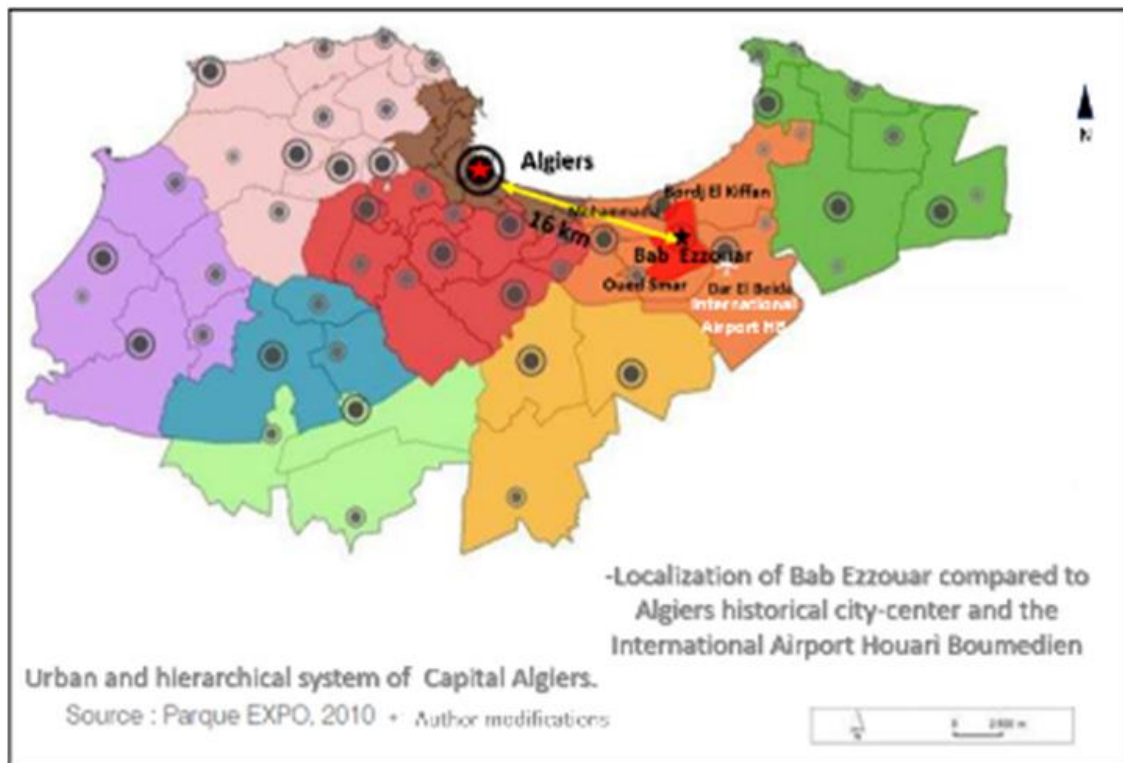 N
Algiers
Bordj El Kiffan
Mohammadia
16 km
Bab Ezzouar
Oued Smar
Dar El Beida
International
Airport HB
-Localization of Bab Ezzouar compared to
Algiers historical city-center and the
International Airport Houari Boumedien
Urban and hierarchical system of Capital Algiers.
Source : Parque EXPO, 2010 + Author modifications
0